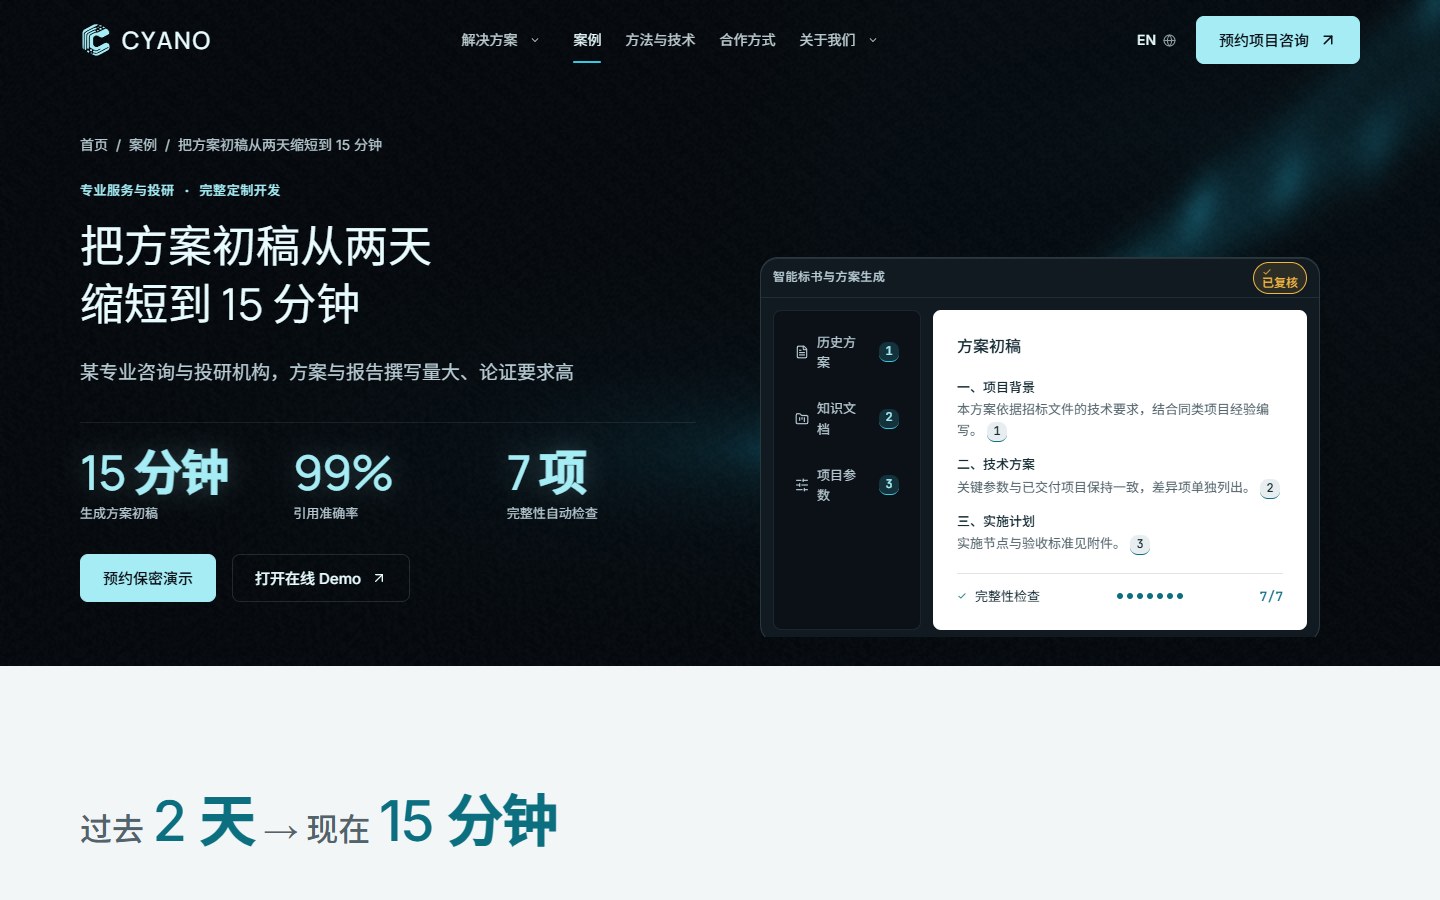 CYANO
解决方案
案例
方法与技术
合作方式
关于我们
EN
预约项目咨询
首页 / 案例 / 把方案初稿从两天缩短到 15 分钟
专业服务与投研 · 完整定制开发
把方案初稿从两天
缩短到 15 分钟
某专业咨询与投研机构，方案与报告撰写量大、论证要求高
15 分钟
生成方案初稿
99%
引用准确率
7 项
完整性自动检查
预约保密演示
打开在线 Demo
智能标书与方案生成
已复核
历史方
案
1
知识文
档
2
项目参
数
3
方案初稿
一、项目背景
本方案依据招标文件的技术要求，结合同类项目经验编
写。 1
二、技术方案
关键参数与已交付项目保持一致，差异项单独列出。 2
三、实施计划
实施节点与验收标准见附件。 3
完整性检查
7/7
过去 2 天 → 现在 15 分钟